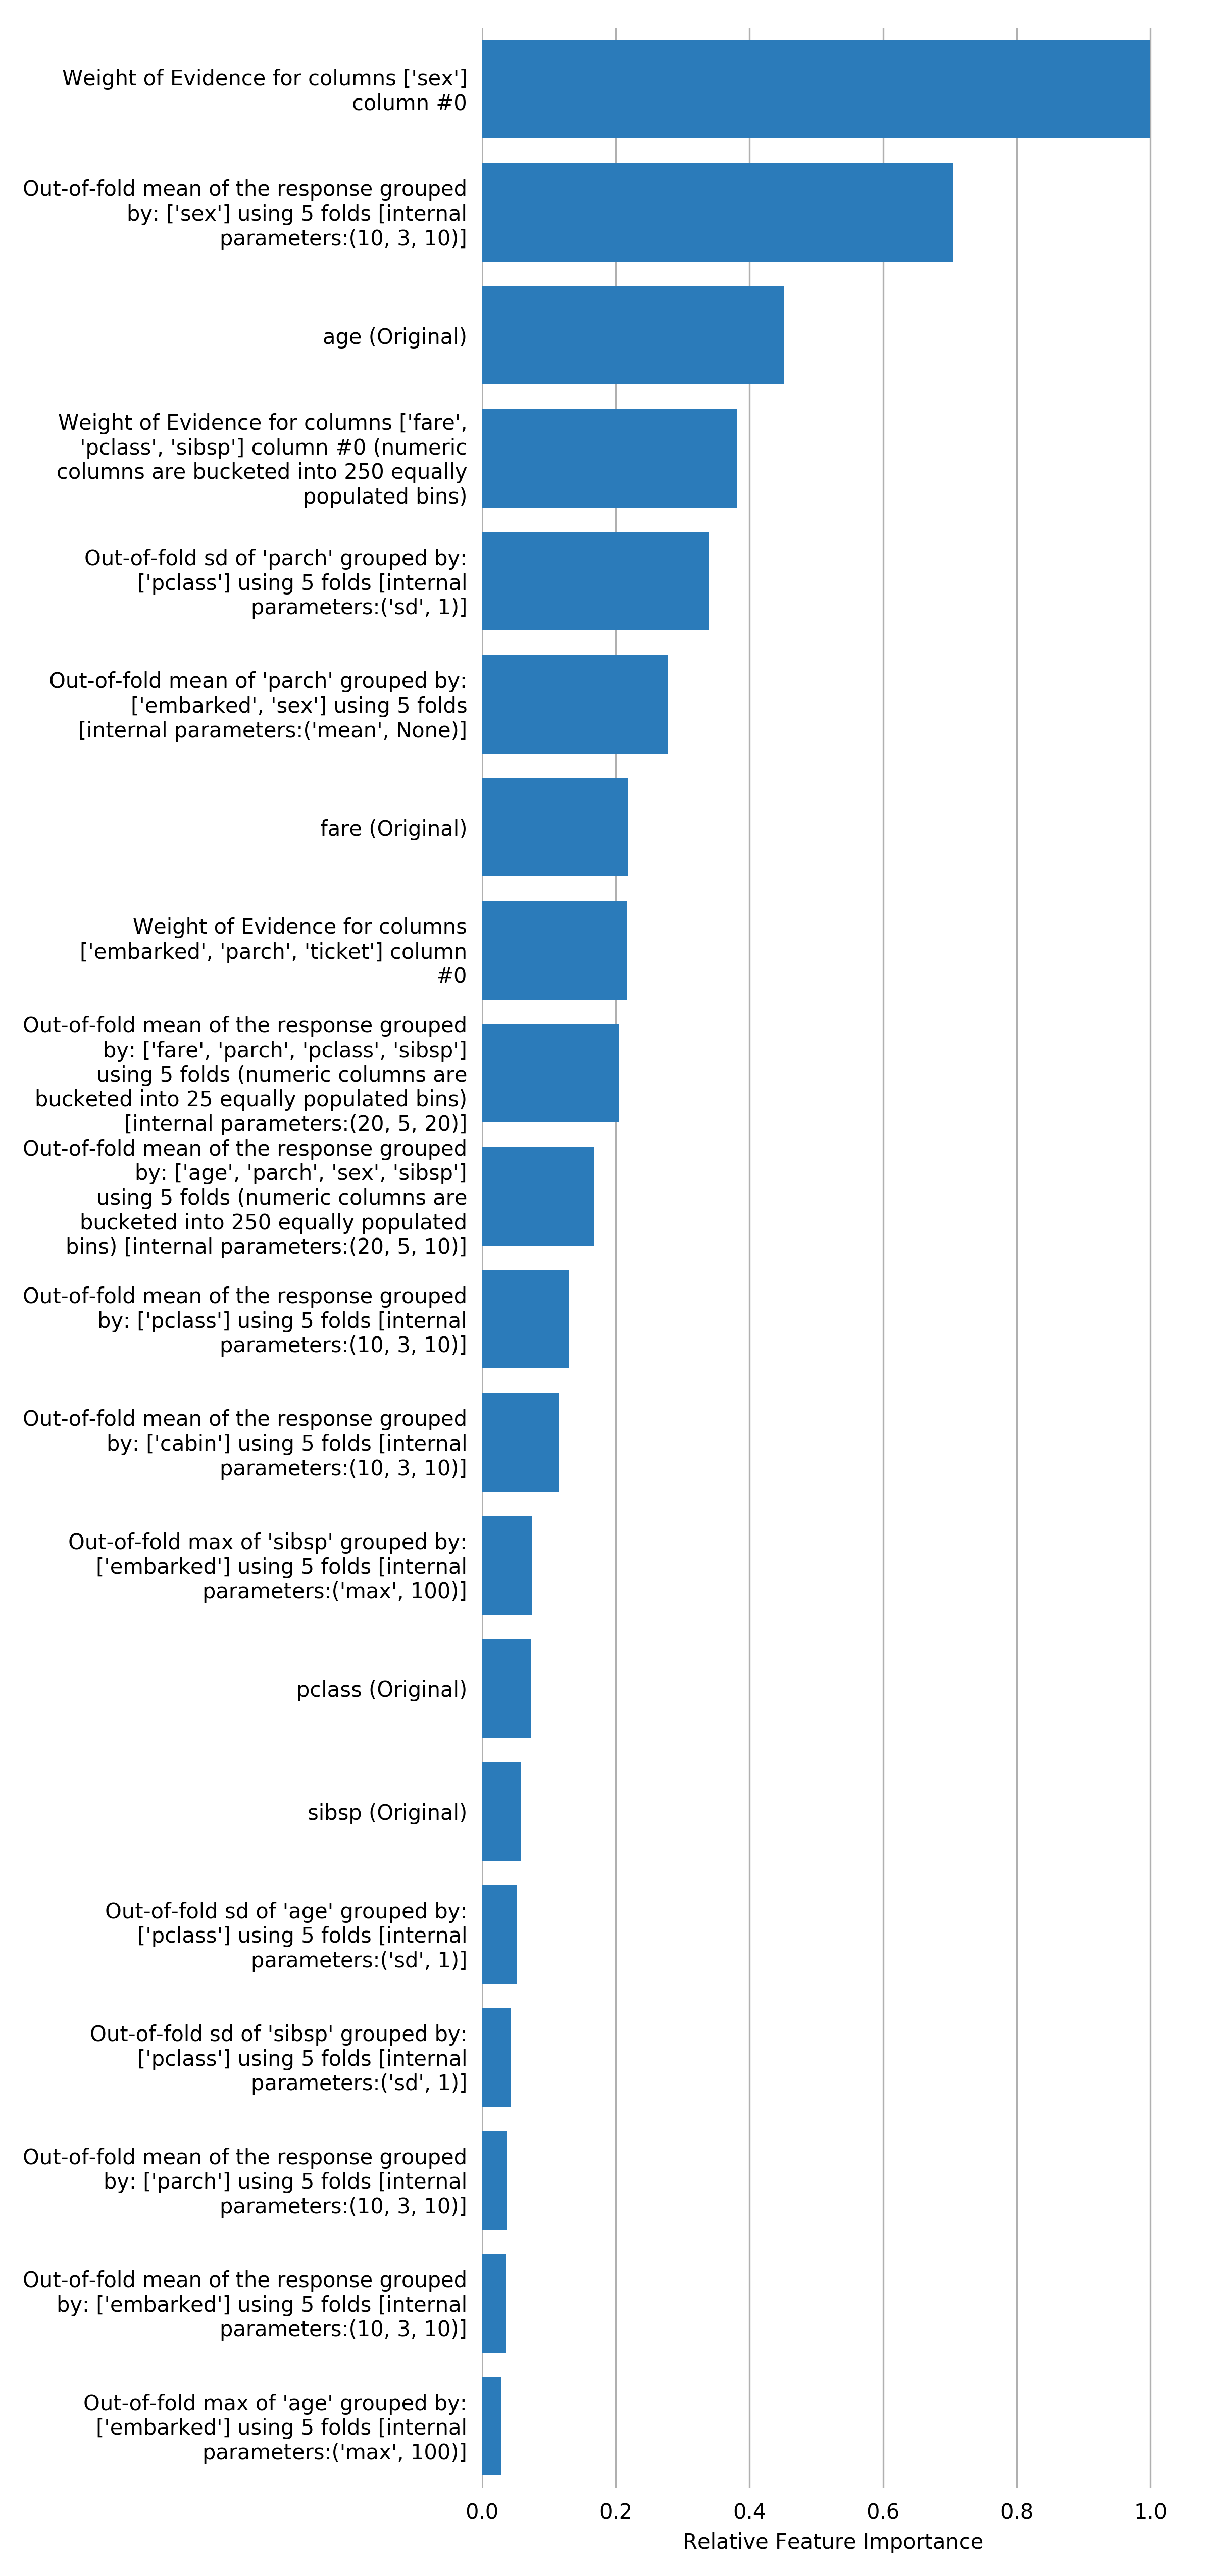 Weight of Evidence for columns ['sex']
column #0
Out-of-fold mean of the response grouped
by: ['sex'] using 5 folds [internal
parameters:(10, 3, 10)]
age (Original)
Weight of Evidence for columns ['fare',
'pclass', 'sibsp'] column #0 (numeric
columns are bucketed into 250 equally
populated bins)
Out-of-fold sd of 'parch' grouped by:
['pclass'] using 5 folds [internal
parameters:('sd', 1)]
Out-of-fold mean of 'parch' grouped by:
['embarked', 'sex'] using 5 folds
[internal parameters:('mean', None)]
fare (Original)
Weight of Evidence for columns
['embarked', 'parch', 'ticket'] column
#0
Out-of-fold mean of the response grouped
by: ['fare', 'parch', 'pclass', 'sibsp']
using 5 folds (numeric columns are
bucketed into 25 equally populated bins)
[internal parameters:(20, 5, 20)]
Out-of-fold mean of the response grouped
by: ['age', 'parch', 'sex', 'sibsp']
using 5 folds (numeric columns are
bucketed into 250 equally populated
bins) [internal parameters:(20, 5, 10)]
Out-of-fold mean of the response grouped
by: ['pclass'] using 5 folds [internal
parameters:(10, 3, 10)]
Out-of-fold mean of the response grouped
by: ['cabin'] using 5 folds [internal
parameters:(10, 3, 10)]
Out-of-fold max of 'sibsp' grouped by:
['embarked'] using 5 folds [internal
parameters:('max', 100)]
pclass (Original)
sibsp (Original)
Out-of-fold sd of 'age' grouped by:
['pclass'] using 5 folds [internal
parameters:('sd', 1)]
Out-of-fold sd of 'sibsp' grouped by:
['pclass'] using 5 folds [internal
parameters:('sd', 1)]
Out-of-fold mean of the response grouped
by: ['parch'] using 5 folds [internal
parameters:(10, 3, 10)]
Out-of-fold mean of the response grouped
by: ['embarked'] using 5 folds [internal
parameters:(10, 3, 10)]
Out-of-fold max of 'age' grouped by:
['embarked'] using 5 folds [internal
parameters:('max', 100)]
0.0 0.2 0.4 0.6 0.8 1.0
Relative Feature Importance